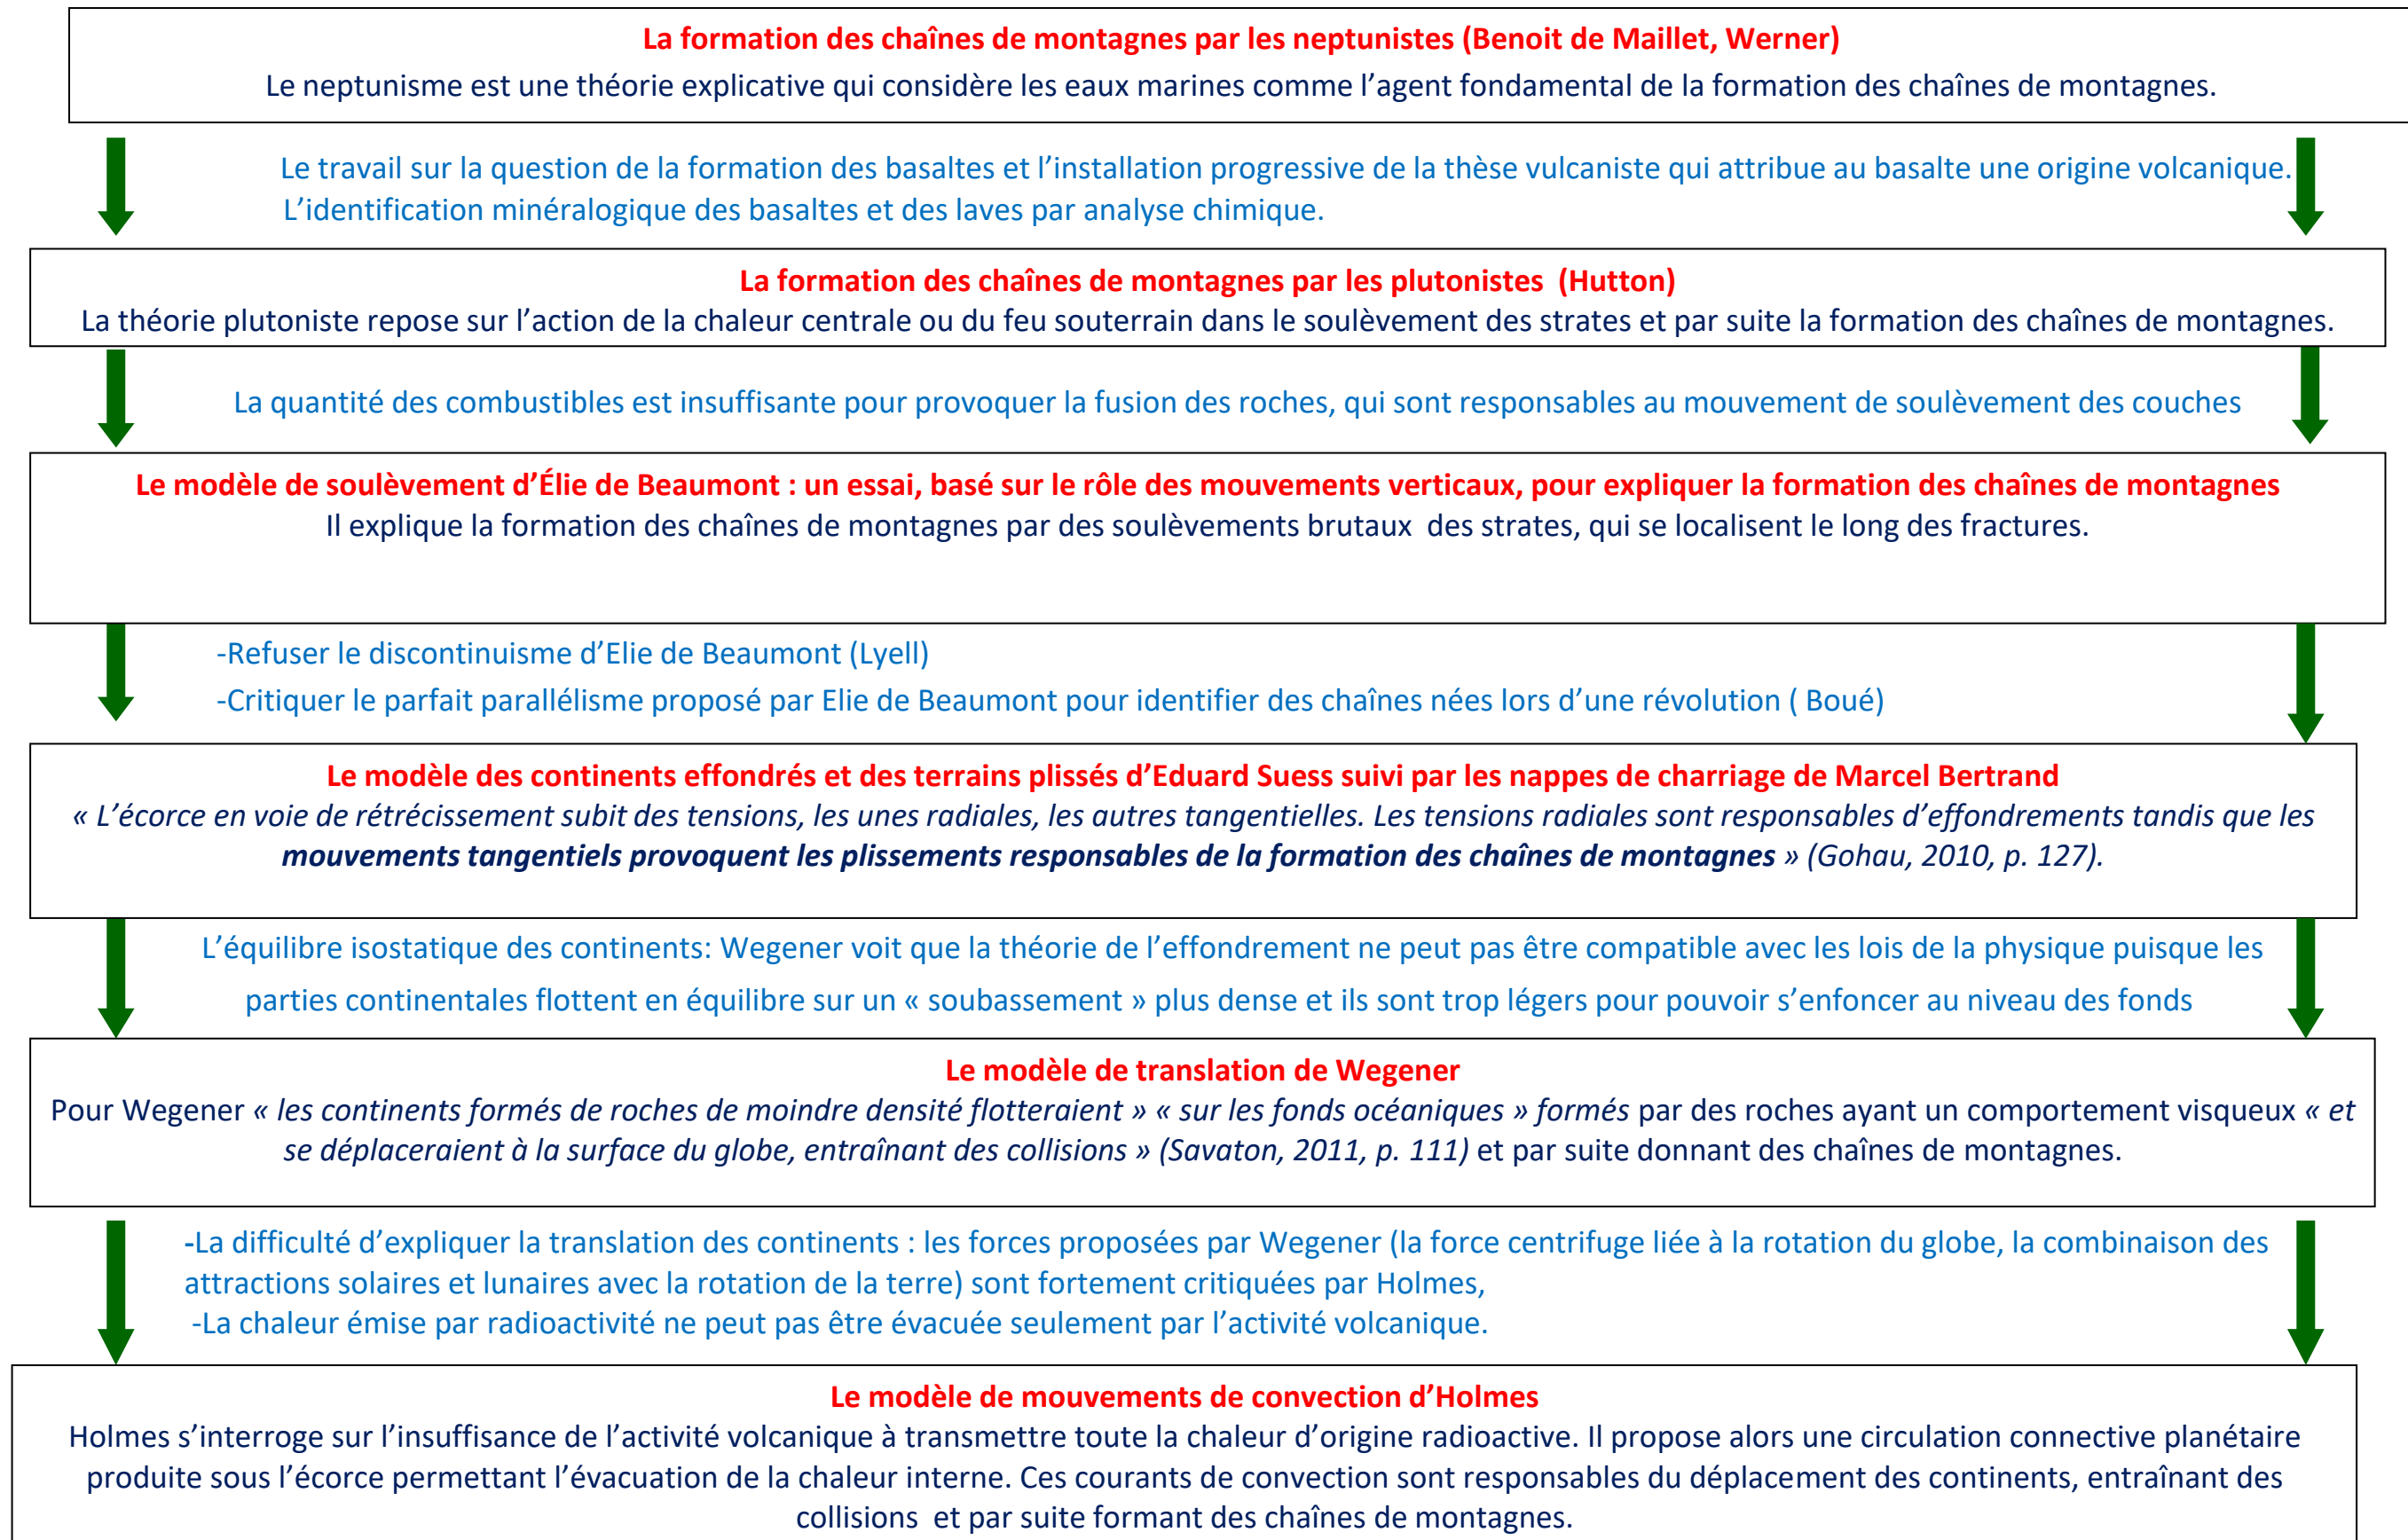 La formation des chaînes de montagnes par les neptunistes (Benoit de Maillet, Werner)
Le neptunisme est une théorie explicative qui considère les eaux marines comme l’agent fondamental de la formation des chaînes de montagnes.
Le travail sur la question de la formation des basaltes et l’installation progressive de la thèse vulcaniste qui attribue au basalte une origine volcanique.
L’identification minéralogique des basaltes et des laves par analyse chimique.
La formation des chaînes de montagnes par les plutonistes (Hutton)
La théorie plutoniste repose sur l’action de la chaleur centrale ou du feu souterrain dans le soulèvement des strates et par suite la formation des chaînes de montagnes.
La quantité des combustibles est insuffisante pour provoquer la fusion des roches, qui sont responsables au mouvement de soulèvement des couches
Le modèle de soulèvement d’Élie de Beaumont : un essai, basé sur le rôle des mouvements verticaux, pour expliquer la formation des chaînes de montagnes
Il explique la formation des chaînes de montagnes par des soulèvements brutaux des strates, qui se localisent le long des fractures.
-Refuser le discontinuisme d’Elie de Beaumont (Lyell)
-Critiquer le parfait parallélisme proposé par Elie de Beaumont pour identifier des chaînes nées lors d’une révolution ( Boué)
Le modèle des continents effondrés et des terrains plissés d’Eduard Suess suivi par les nappes de charriage de Marcel Bertrand
« L’écorce en voie de rétrécissement subit des tensions, les unes radiales, les autres tangentielles. Les tensions radiales sont responsables d’effondrements tandis que les
mouvements tangentiels provoquent les plissements responsables de la formation des chaînes de montagnes » (Gohau, 2010, p. 127).
L’équilibre isostatique des continents: Wegener voit que la théorie de l’effondrement ne peut pas être compatible avec les lois de la physique puisque les
parties continentales flottent en équilibre sur un « soubassement » plus dense et ils sont trop légers pour pouvoir s’enfoncer au niveau des fonds
Le modèle de translation de Wegener
Pour Wegener « les continents formés de roches de moindre densité flotteraient » « sur les fonds océaniques » formés par des roches ayant un comportement visqueux « et
se déplaceraient à la surface du globe, entraînant des collisions » (Savaton, 2011, p. 111) et par suite donnant des chaînes de montagnes.
-La difficulté d’expliquer la translation des continents : les forces proposées par Wegener (la force centrifuge liée à la rotation du globe, la combinaison des
attractions solaires et lunaires avec la rotation de la terre) sont fortement critiquées par Holmes,
-La chaleur émise par radioactivité ne peut pas être évacuée seulement par l’activité volcanique.
Le modèle de mouvements de convection d’Holmes
Holmes s’interroge sur l’insuffisance de l’activité volcanique à transmettre toute la chaleur d’origine radioactive. Il propose alors une circulation connective planétaire
produite sous l’écorce permettant l’évacuation de la chaleur interne. Ces courants de convection sont responsables du déplacement des continents, entraînant des
collisions et par suite formant des chaînes de montagnes.